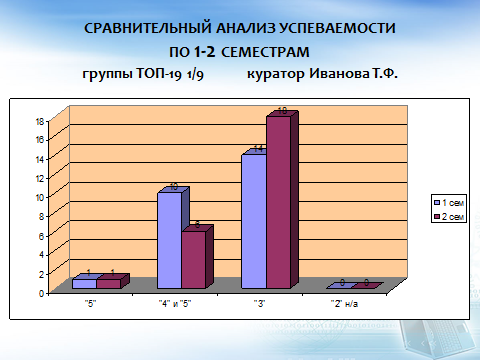 СРАВНИТЕЛЬНЫЙ АНАЛИЗ УСПЕВАЕМОСТИ
ПО 1-2 СЕМЕСТРАМ
группы ТОП-19 1/9 куратор Иванова Т.Ф.
18
16
14
12
10
8
6
4
2
0
1 1
10 6
14 18
0 0
"5" "4" и "5" "3" "2" н/а
1 сем
2 сем